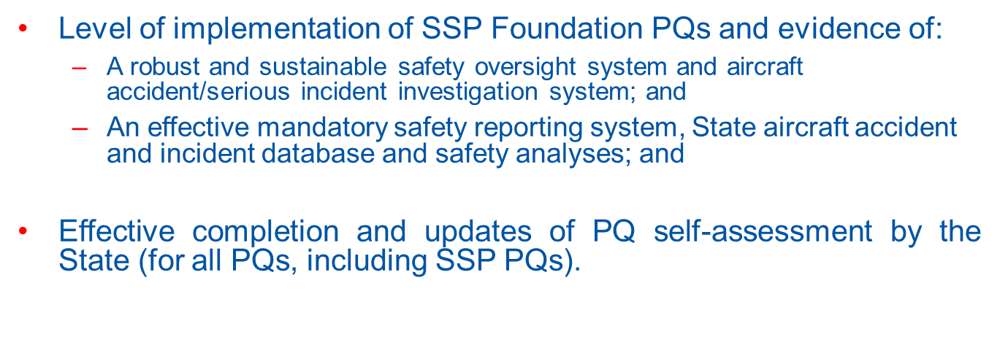 • Level of implementation of SSP Foundation PQs and evidence of:
– A robust and sustainable safety oversight system and aircraft
accident/serious incident investigation system; and
– An effective mandatory safety reporting system, State aircraft accident
and incident database and safety analyses; and
• Effective completion and updates of PQ self-assessment by the
State (for all PQs, including SSP PQs).